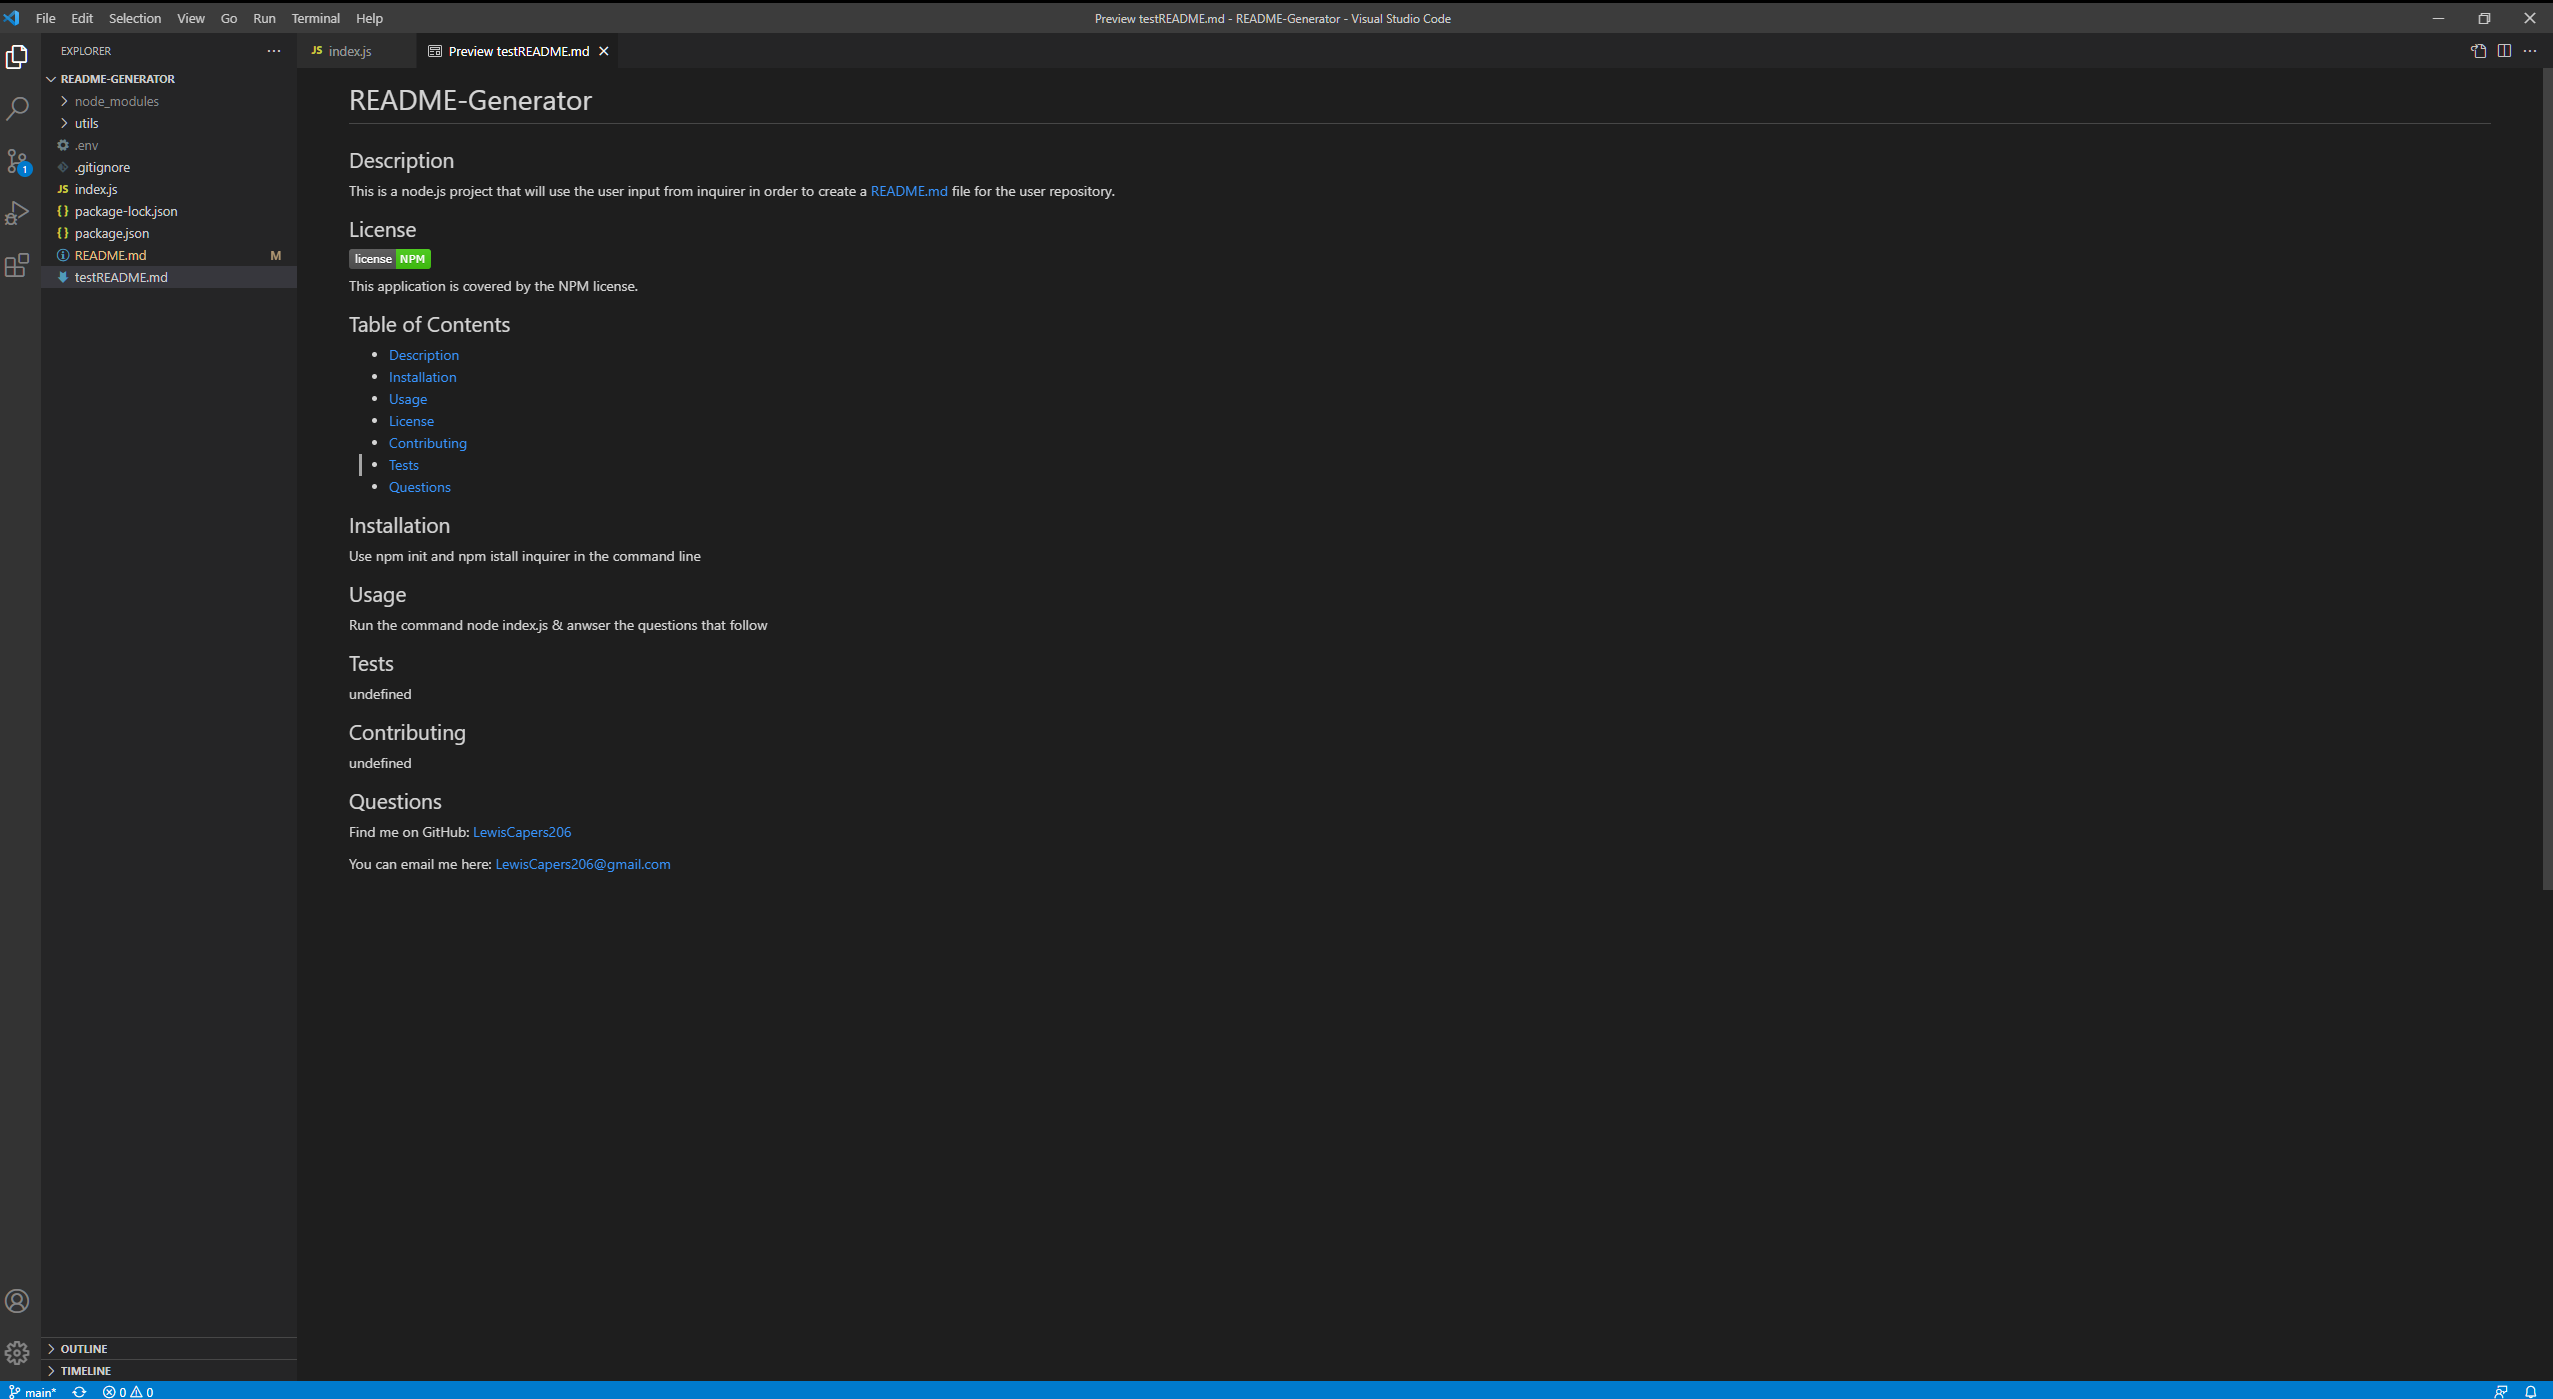 File Edit Selection View Go Run Terminal Help
Preview testREADME.md - README-Generator - Visual Studio Code
EXPLORER
JS index.js
Preview testREADME.md
README-GENERATOR
node_modules
utils
.env
.gitignore
JS index.js
{} package-lock.json
{} package.json
README.md M
testREADME.md
1
README-Generator
Description
This is a node.js project that will use the user input from inquirer in order to create a README.md file for the user repository.
License
license NPM
This application is covered by the NPM license.
Table of Contents
• Description
• Installation
• Usage
• License
• Contributing
• Tests
• Questions
Installation
Use npm init and npm istall inquirer in the command line
Usage
Run the command node index.js & anwser the questions that follow
Tests
undefined
Contributing
undefined
Questions
Find me on GitHub: LewisCapers206
You can email me here: LewisCapers206@gmail.com
OUTLINE
TIMELINE
main* 0 0